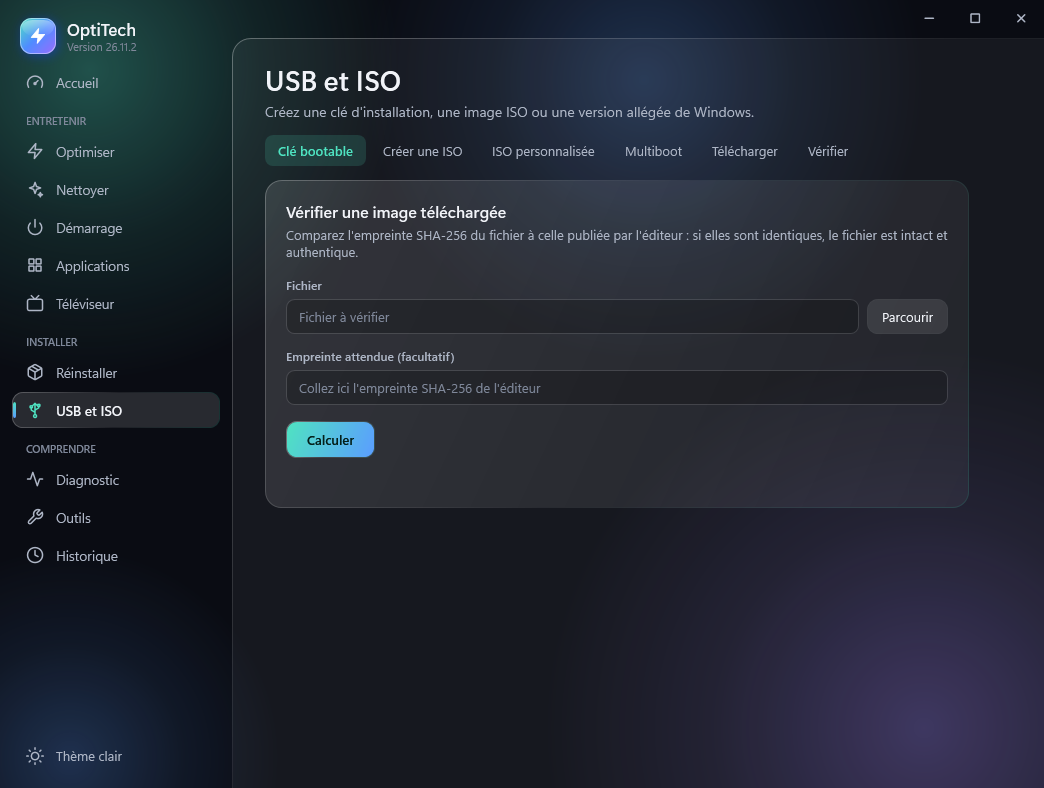 OptiTech
Version 26.11.2
Accueil
ENTRETENIR
Optimiser
Nettoyer
Démarrage
Applications
Téléviseur
INSTALLER
Réinstaller
USB et ISO
COMPRENDRE
Diagnostic
Outils
Historique
Thème clair
USB et ISO
Créez une clé d'installation, une image ISO ou une version allégée de Windows.
Clé bootable Créer une ISO ISO personnalisée Multiboot Télécharger Vérifier
Vérifier une image téléchargée
Comparez l'empreinte SHA-256 du fichier à celle publiée par l'éditeur : si elles sont identiques, le fichier est intact et
authentique.
Fichier
Fichier à vérifier Parcourir
Empreinte attendue (facultatif)
Collez ici l'empreinte SHA-256 de l'éditeur
Calculer